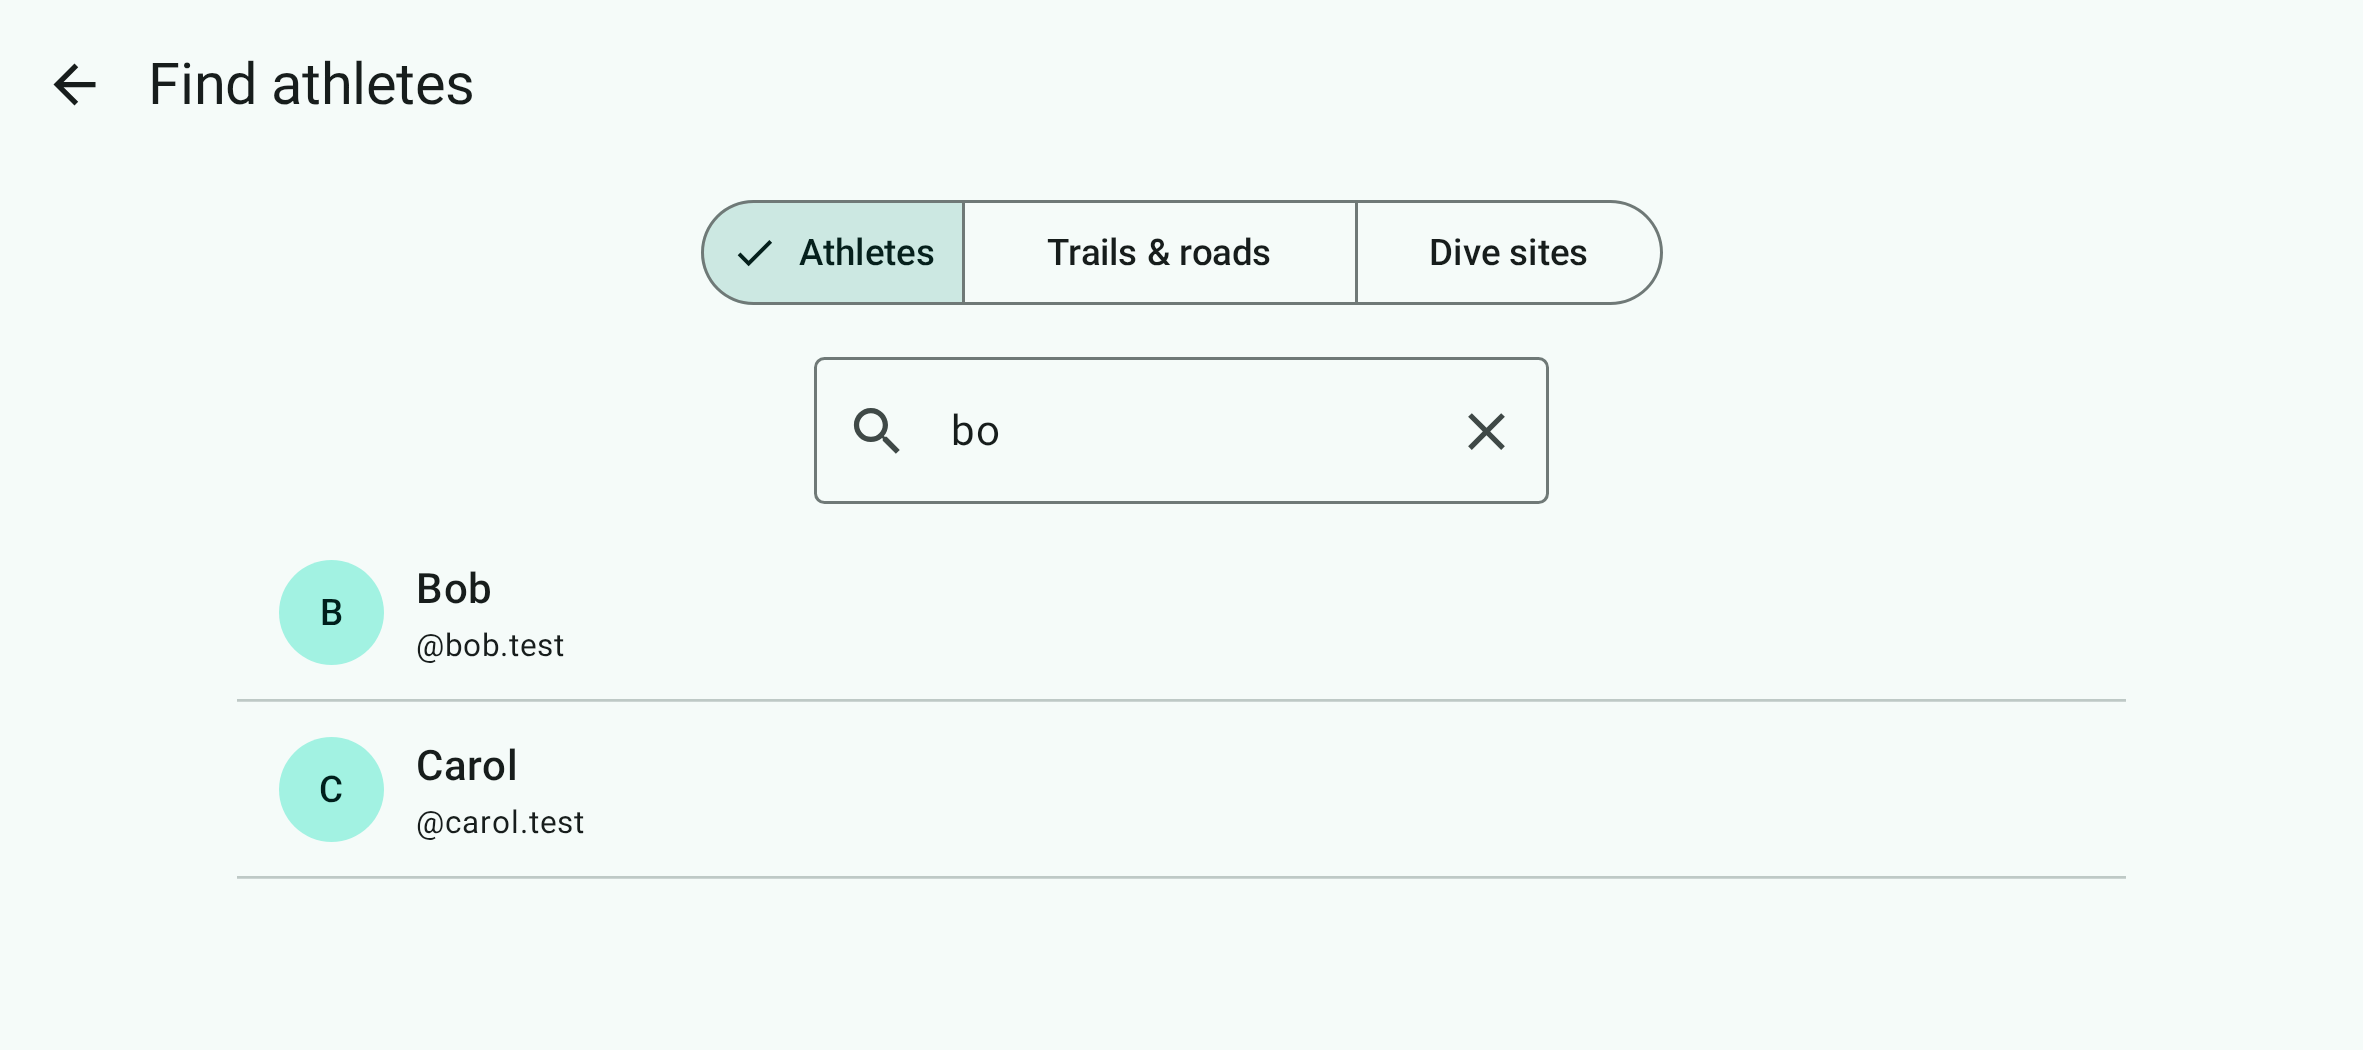 Find athletes
Athletes
Trails & roads
Dive sites
bo
B
Bob
@bob.test
C
Carol
@carol.test